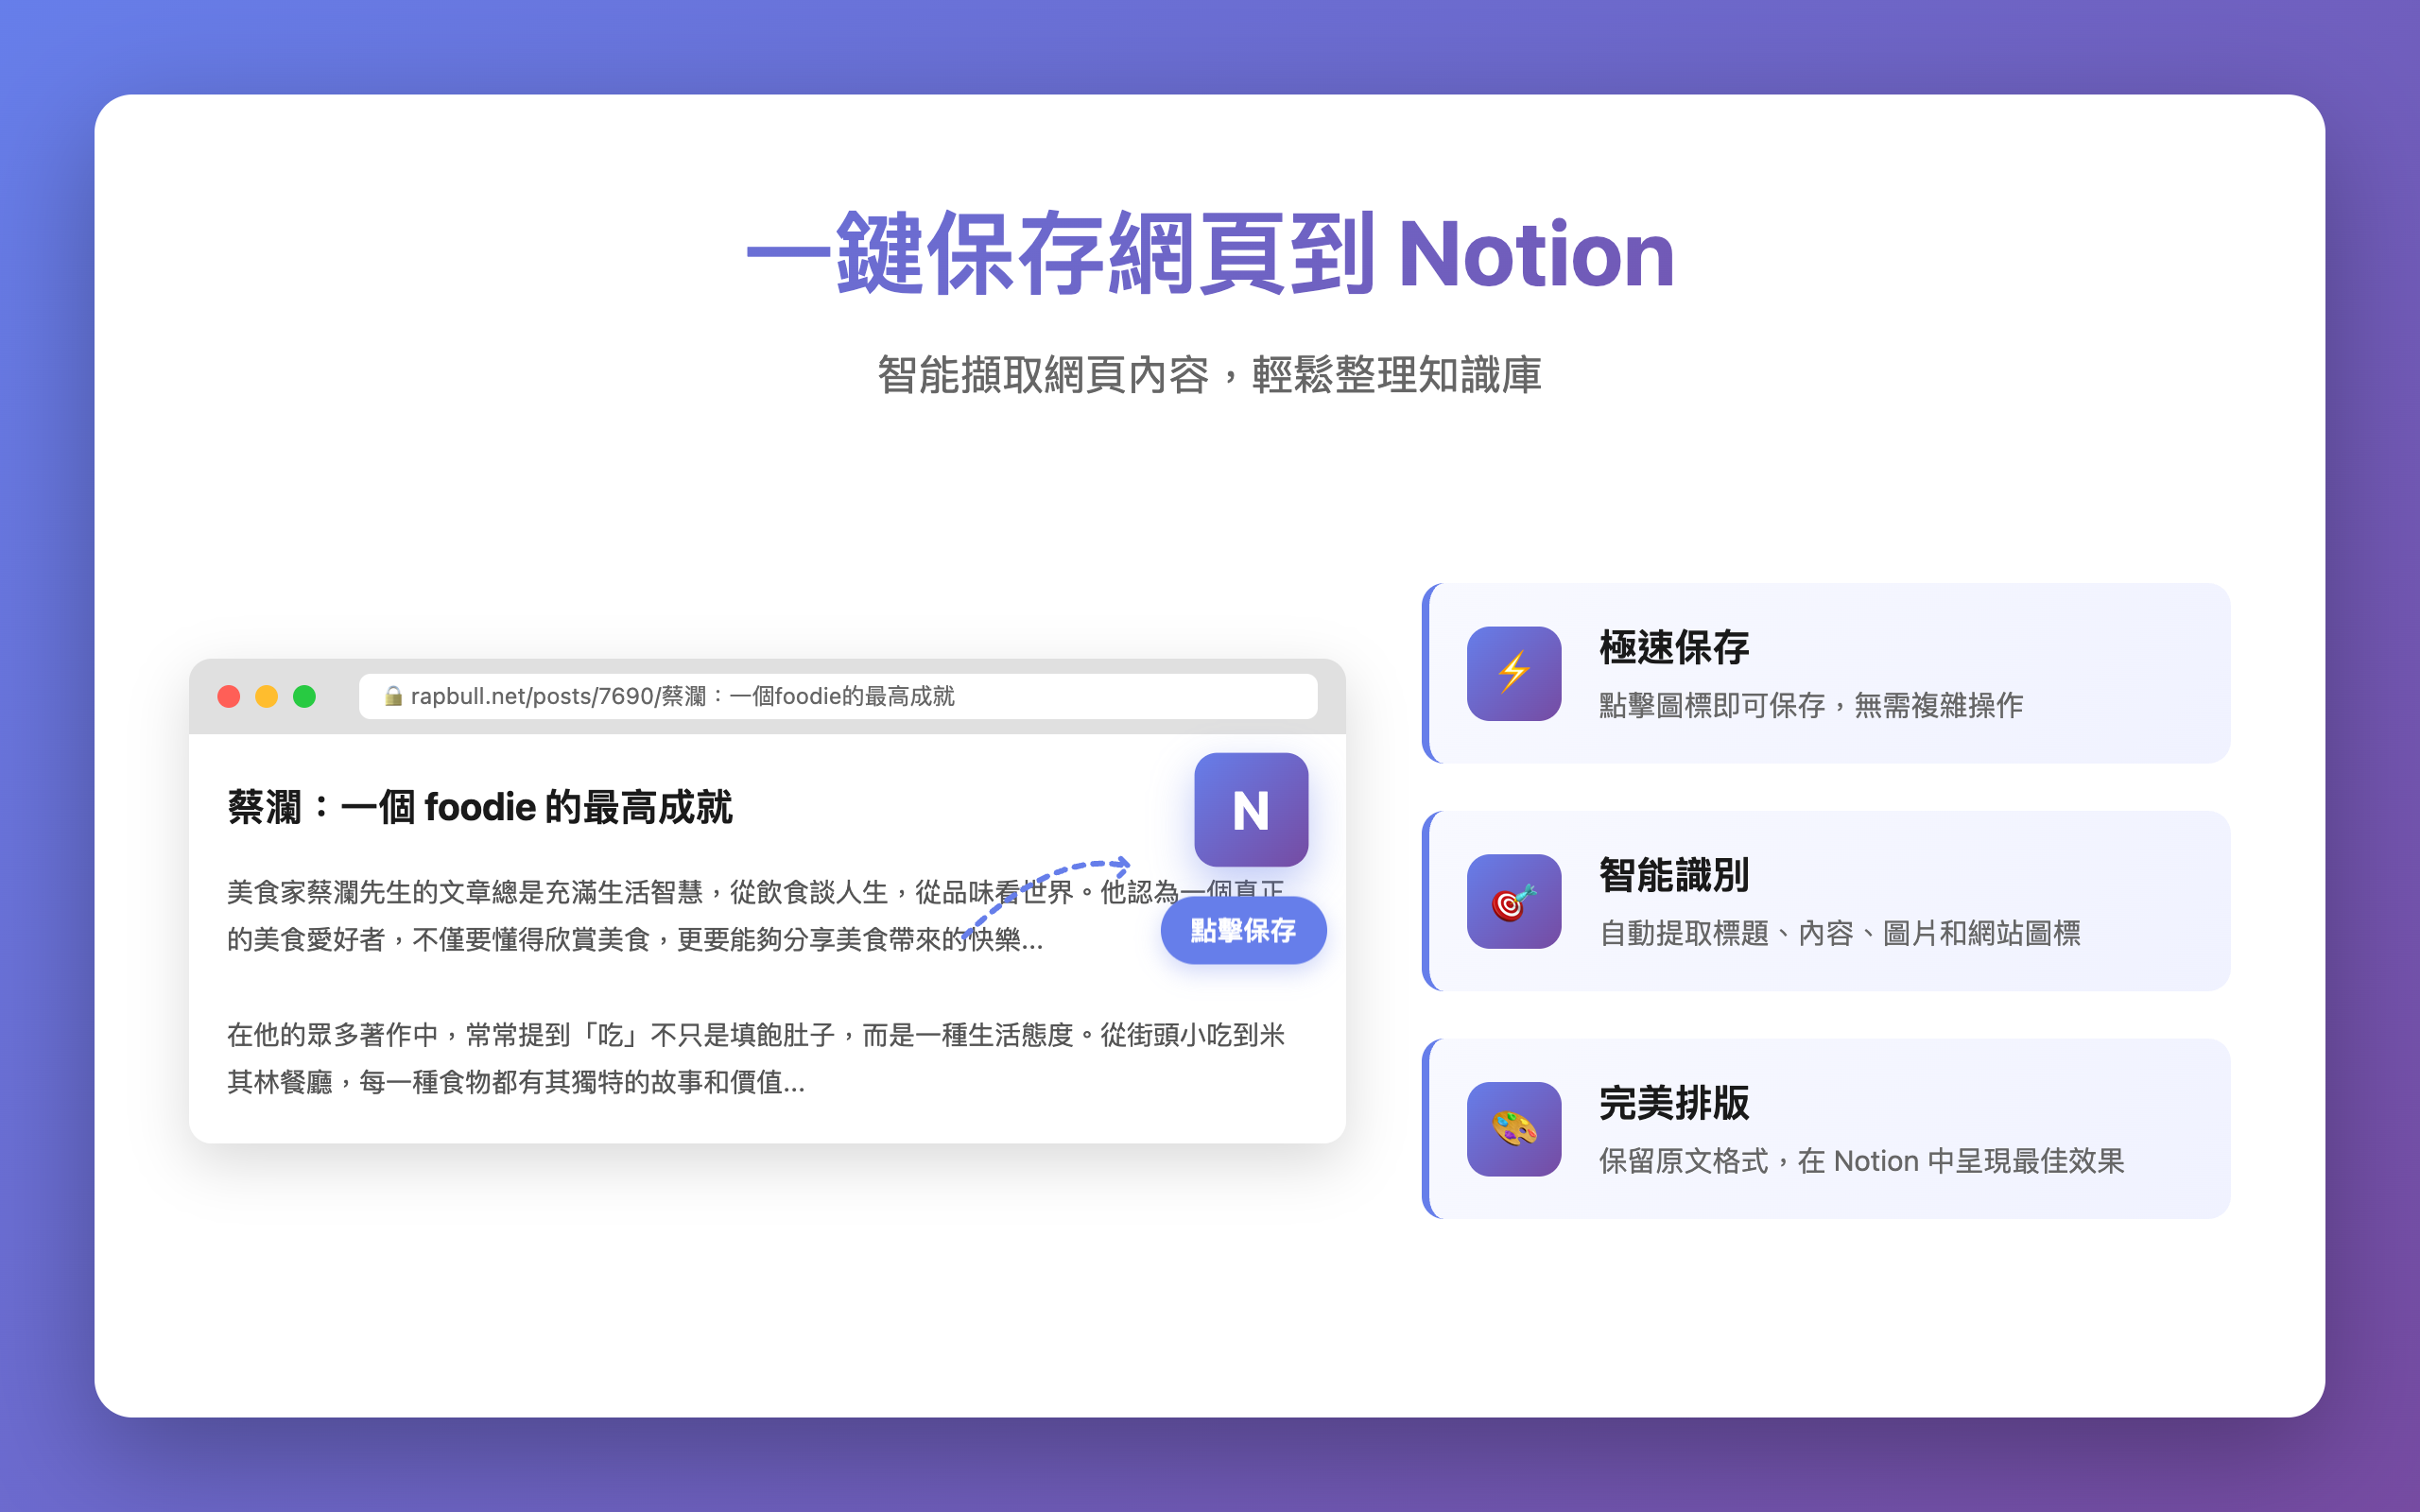 一鍵保存網頁到 Notion
智能擷取網頁內容，輕鬆整理知識庫
rapbull.net/posts/7690/蔡瀾：一個foodie的最高成就
蔡瀾：一個 foodie 的最高成就
N
美食家蔡瀾先生的文章總是充滿生活智慧，從飲食談人生，從品味看世界。他認為一個真正
的美食愛好者，不僅要懂得欣賞美食，更要能夠分享美食帶來的快樂...
點擊保存
在他的眾多著作中，常常提到「吃」不只是填飽肚子，而是一種生活態度。從街頭小吃到米
其林餐廳，每一種食物都有其獨特的故事和價值...
極速保存
點擊圖標即可保存，無需複雜操作
智能識別
自動提取標題、內容、圖片和網站圖標
完美排版
保留原文格式，在 Notion 中呈現最佳效果